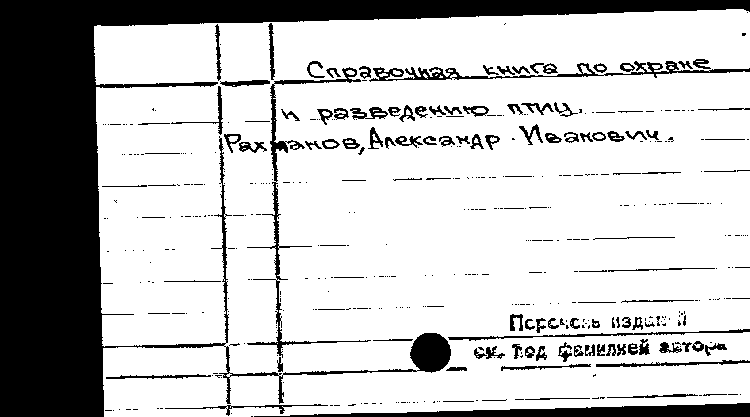 Справочная книга по охране
и разведению птиц.
Рахманов, Александр Иванович.
Перечень изданий
см. под фамилией автора